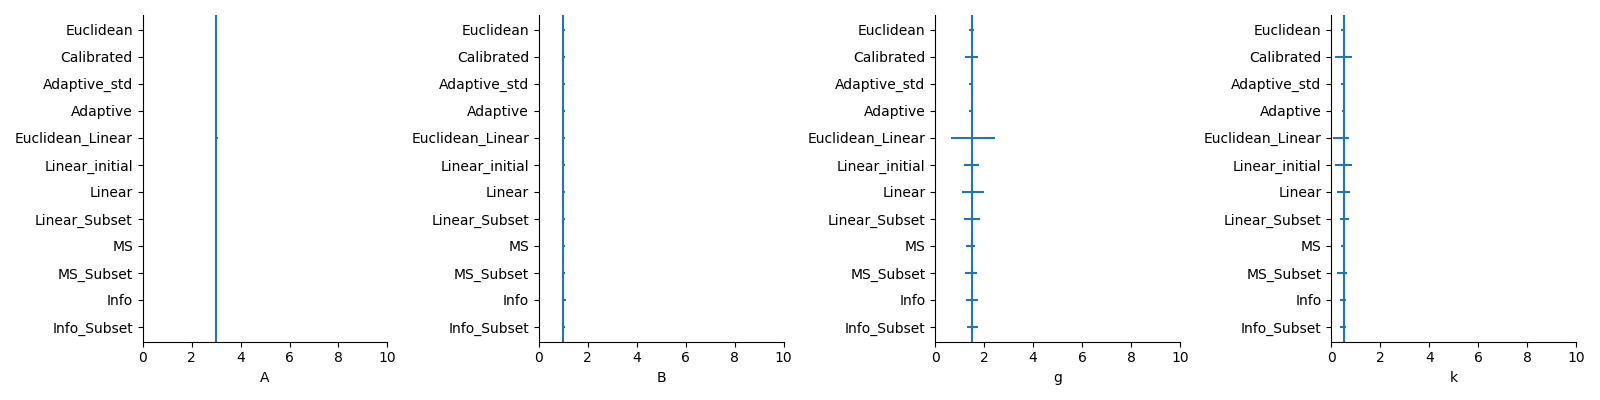 Euclidean
Calibrated
Adaptive_std
Adaptive
Euclidean_Linear
Linear_initial
Linear
Linear_Subset
MS
MS_Subset
Info
Info_Subset
0 2 4 6 8 10
A
Euclidean
Calibrated
Adaptive_std
Adaptive
Euclidean_Linear
Linear_initial
Linear
Linear_Subset
MS
MS_Subset
Info
Info_Subset
0 2 4 6 8 10
B
Euclidean
Calibrated
Adaptive_std
Adaptive
Euclidean_Linear
Linear_initial
Linear
Linear_Subset
MS
MS_Subset
Info
Info_Subset
0 2 4 6 8 10
g
Euclidean
Calibrated
Adaptive_std
Adaptive
Euclidean_Linear
Linear_initial
Linear
Linear_Subset
MS
MS_Subset
Info
Info_Subset
0 2 4 6 8 10
k